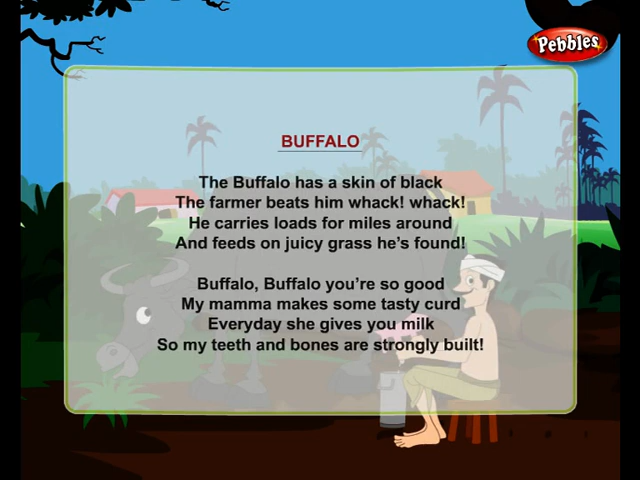 Pebbles
BUFFALO
The Buffalo has a skin of black
The farmer beats him whack! whack!
He carries loads for miles around
And feeds on juicy grass he's found!
Buffalo, Buffalo you're so good
My mamma makes some tasty curd
Everyday she gives you milk
So my teeth and bones are strongly built!